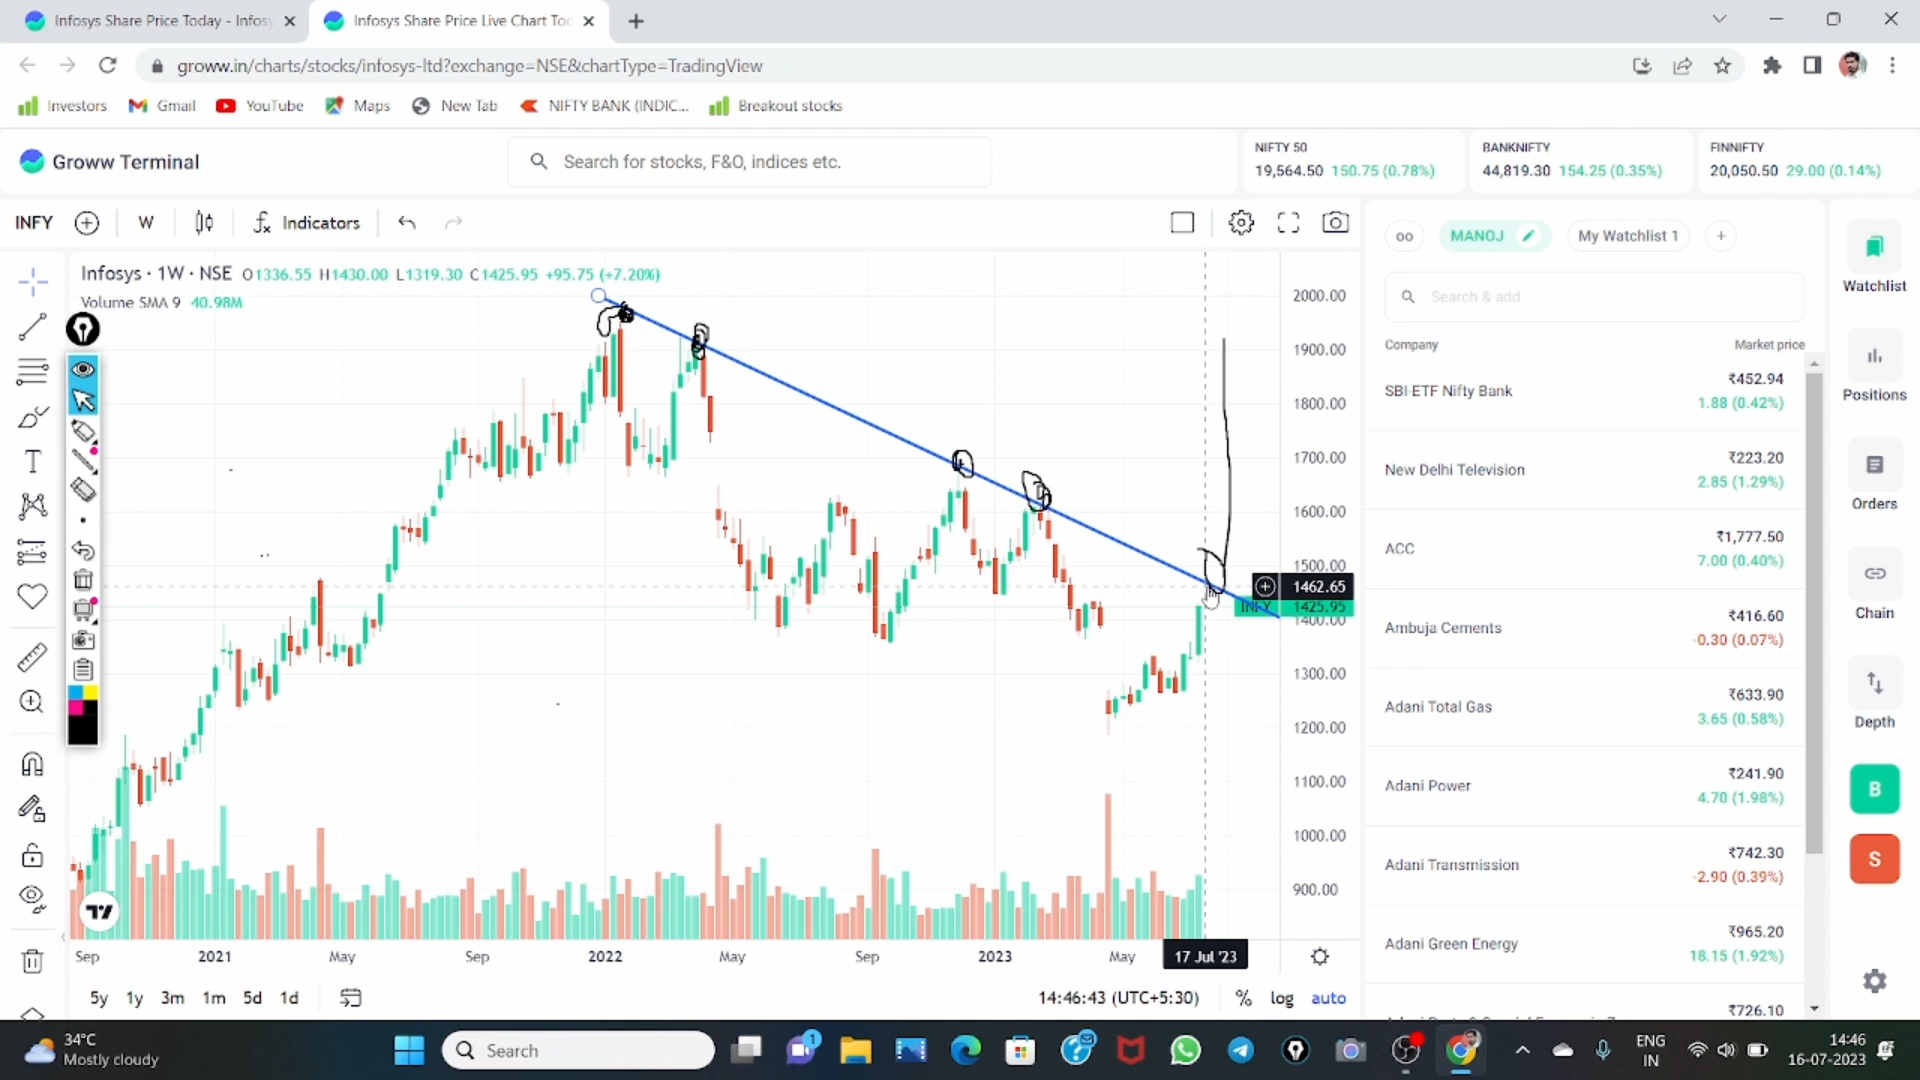 Infosys Share Price Today - Infosy
Infosys Share Price Live Chart Too
groww.in/charts/stocks/infosys-ltd?exchange=NSE&chartType=TradingView
Investors
Gmail
YouTube
Maps
New Tab
NIFTY BANK (INDIC...
Breakout stocks
Groww Terminal
Search for stocks, F&O, indices etc.
NIFTY 50
19,564.50 150.75 (0.78%)
BANKNIFTY
44,819.30 154.25 (0.35%)
FINNIFTY
20,050.50 29.00 (0.14%)
INFY
W
Indicators
Infosys · 1W · NSE O1336.55 H1430.00 L1319.30 C1425.95 +95.75 (+7.20%)
Volume SMA 9 40.98M
2000.00
1900.00
1800.00
1700.00
1600.00
1500.00
1462.65
INFY 1425.95
1400.00
1300.00
1200.00
1100.00
1000.00
900.00
Sep 2021 May Sep 2022 May Sep 2023 May 17 Jul '23
5y 1y 3m 1m 5d 1d
14:46:43 (UTC+5:30) % log auto
MANOJ
My Watchlist 1
Search & add
Company Market price
SBI-ETF Nifty Bank ₹452.94
1.88 (0.42%)
New Delhi Television ₹223.20
2.85 (1.29%)
ACC ₹1,777.50
7.00 (0.40%)
Ambuja Cements ₹416.60
-0.30 (0.07%)
Adani Total Gas ₹633.90
3.65 (0.58%)
Adani Power ₹241.90
4.70 (1.98%)
Adani Transmission ₹742.30
-2.90 (0.39%)
Adani Green Energy ₹965.20
18.15 (1.92%)
₹726.10
Watchlist
Positions
Orders
Chain
Depth
B
S
34°C
Mostly cloudy
Search
1
ENG
IN
14:46
16-07-2023